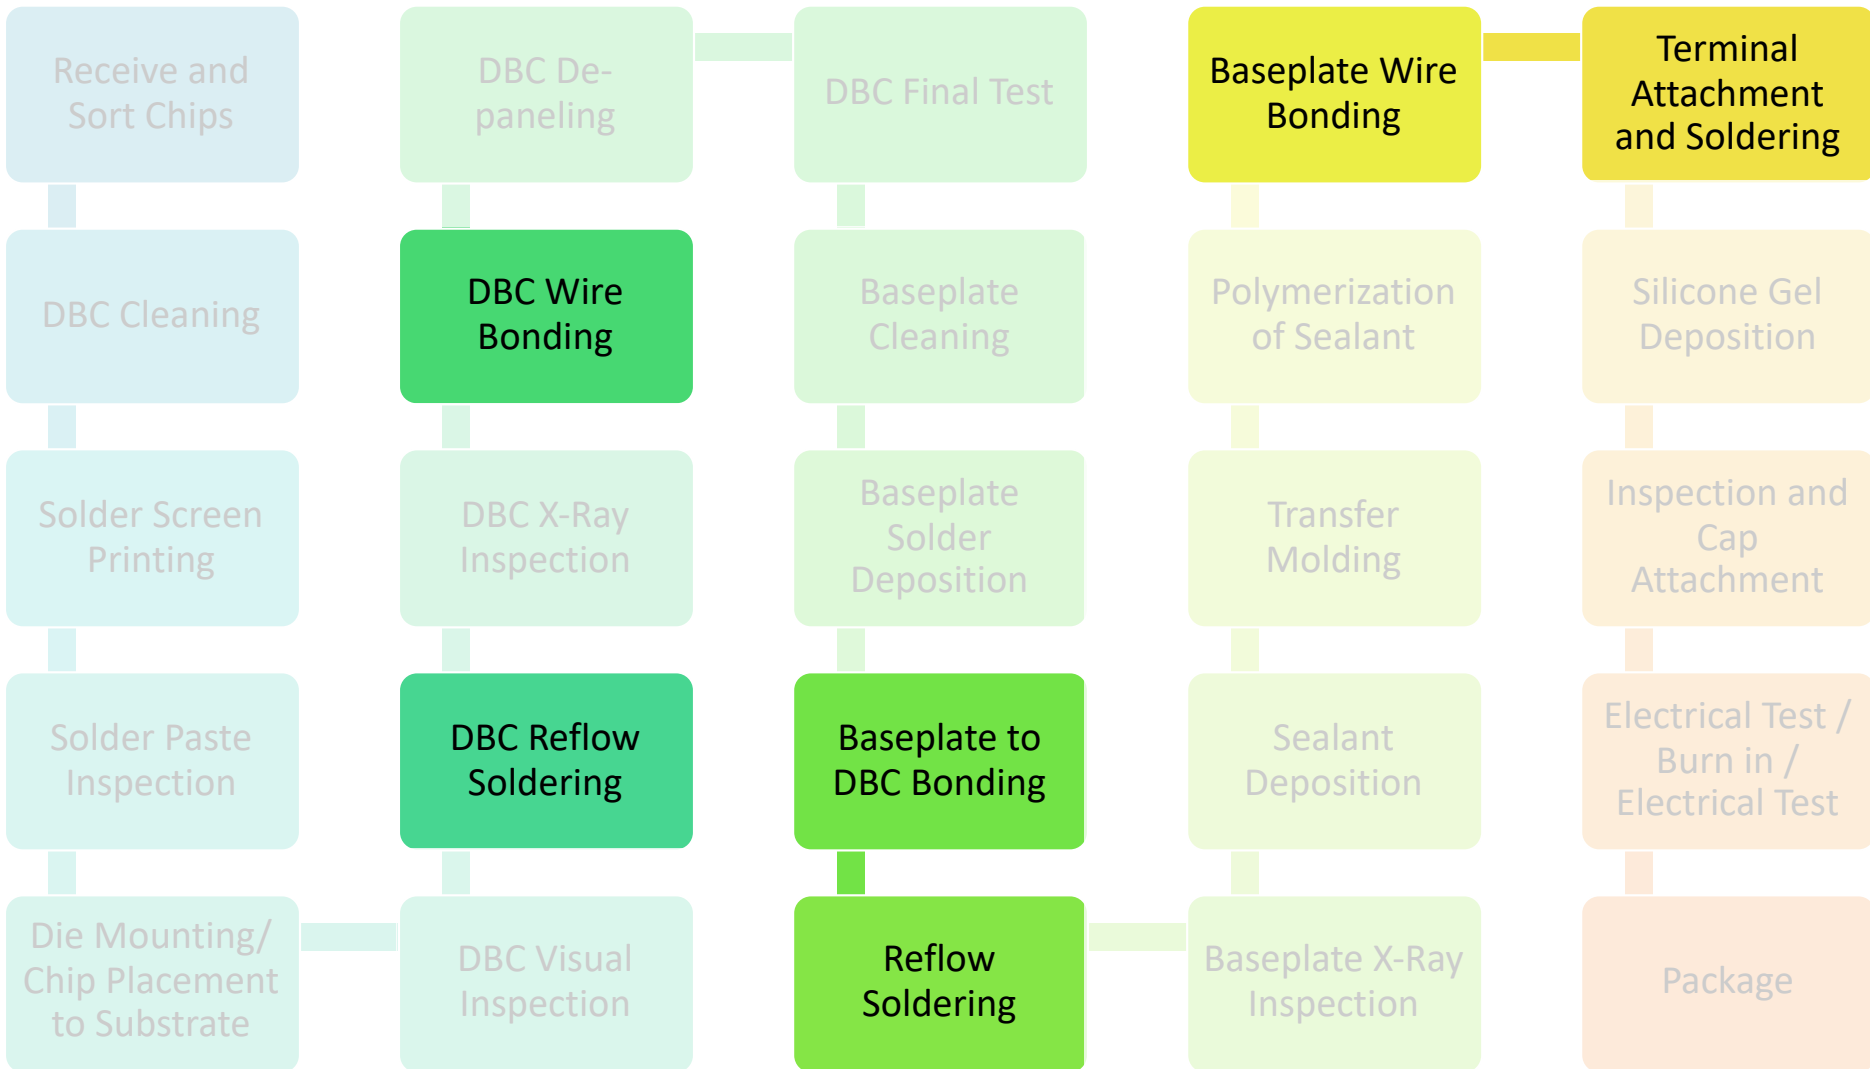 Receive and
Sort Chips
DBC Cleaning
Solder Screen
Printing
Solder Paste
Inspection
Die Mounting/
Chip Placement
to Substrate
DBC Visual
Inspection
DBC Reflow
Soldering
DBC X-Ray
Inspection
DBC Wire
Bonding
DBC De-
paneling
DBC Final Test
Baseplate
Cleaning
Baseplate
Solder
Deposition
Baseplate to
DBC Bonding
Reflow
Soldering
Baseplate X-Ray
Inspection
Sealant
Deposition
Transfer
Molding
Polymerization
of Sealant
Baseplate Wire
Bonding
Terminal
Attachment
and Soldering
Silicone Gel
Deposition
Inspection and
Cap
Attachment
Electrical Test /
Burn in /
Electrical Test
Package